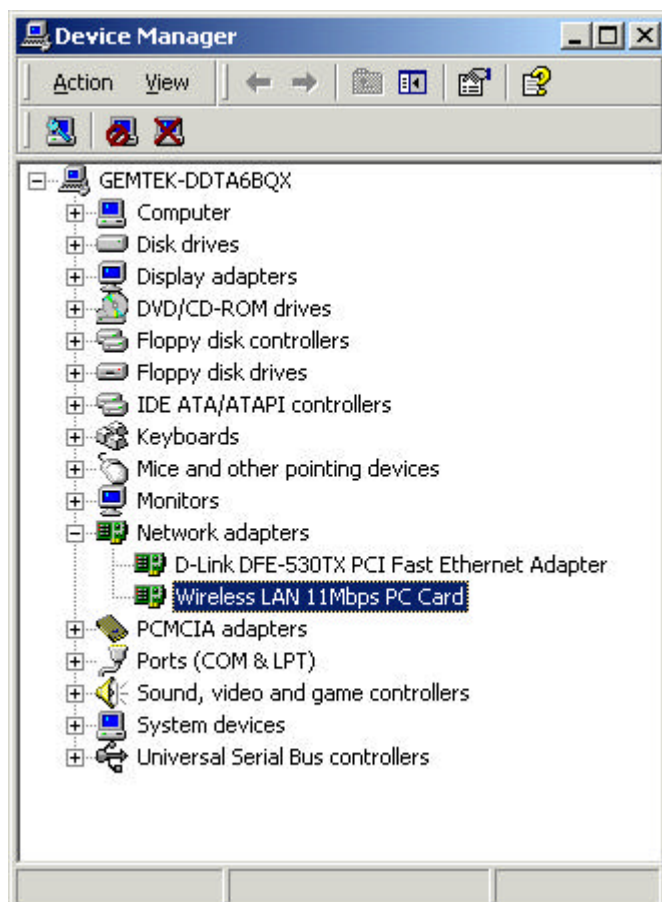 Device Manager
Action View
GEMTEK-DDTA6BQX
Computer
Disk drives
Display adapters
DVD/CD-ROM drives
Floppy disk controllers
Floppy disk drives
IDE ATA/ATAPI controllers
Keyboards
Mice and other pointing devices
Monitors
Network adapters
D-Link DFE-530TX PCI Fast Ethernet Adapter
Wireless LAN 11Mbps PC Card
PCMCIA adapters
Ports (COM & LPT)
Sound, video and game controllers
System devices
Universal Serial Bus controllers